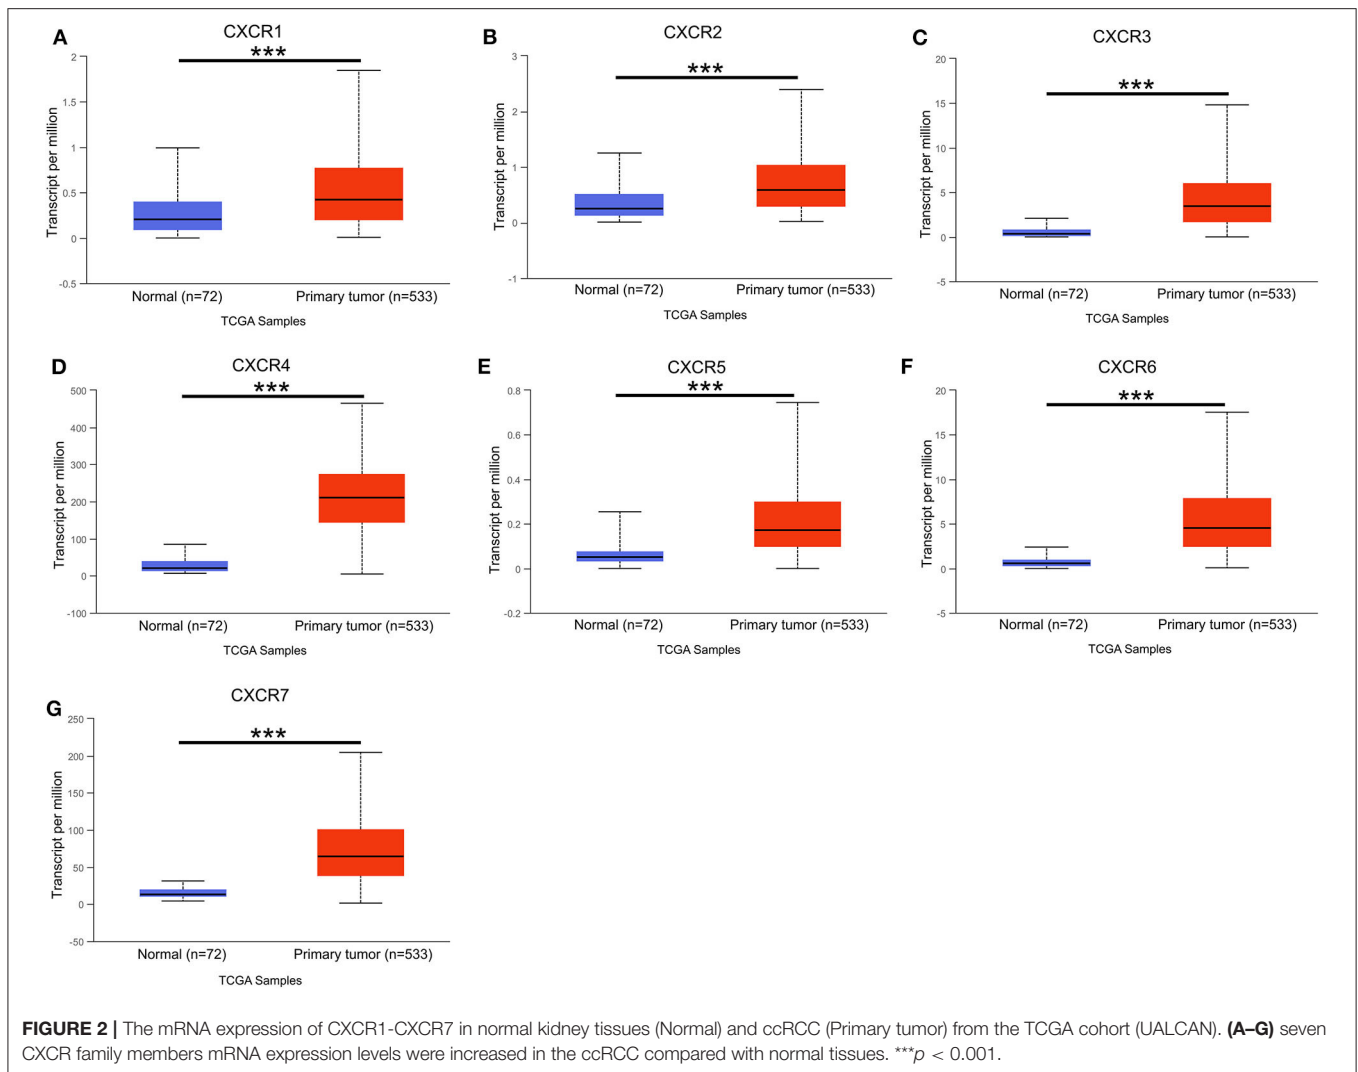 A
CXCR1
***
Transcript per million
2
1.5
1
0.5
0
-0.5
Normal (n=72)
Primary tumor (n=533)
TCGA Samples
B
CXCR2
***
Transcript per million
3
2
1
0
-1
Normal (n=72)
Primary tumor (n=533)
TCGA Samples
C
CXCR3
***
Transcript per million
20
15
10
5
0
-5
Normal (n=72)
Primary tumor (n=533)
TCGA Samples
D
CXCR4
***
Transcript per million
500
400
300
200
100
0
-100
Normal (n=72)
Primary tumor (n=533)
TCGA Samples
E
CXCR5
***
Transcript per million
0.8
0.6
0.4
0.2
0
-0.2
Normal (n=72)
Primary tumor (n=533)
TCGA Samples
F
CXCR6
***
Transcript per million
20
15
10
5
0
-5
Normal (n=72)
Primary tumor (n=533)
TCGA Samples
G
CXCR7
***
Transcript per million
250
200
150
100
50
0
-50
Normal (n=72)
Primary tumor (n=533)
TCGA Samples
FIGURE 2 | The mRNA expression of CXCR1-CXCR7 in normal kidney tissues (Normal) and ccRCC (Primary tumor) from the TCGA cohort (UALCAN). (A–G) seven
CXCR family members mRNA expression levels were increased in the ccRCC compared with normal tissues. ***p < 0.001.